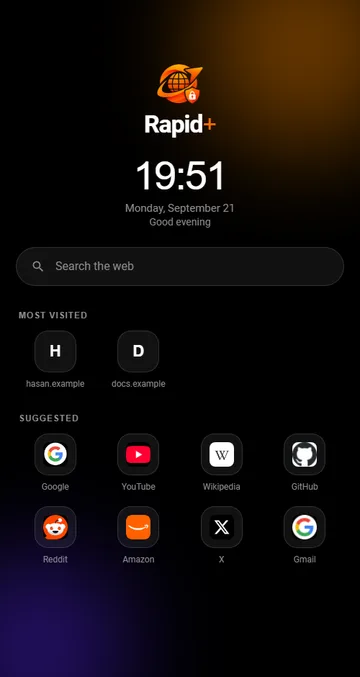 Rapid+
19:51
Monday, September 21
Good evening
Search the web
MOST VISITED
H
D
hasan.example
docs.example
SUGGESTED
W
Google
YouTube
Wikipedia
GitHub
X
Reddit
Amazon
X
Gmail